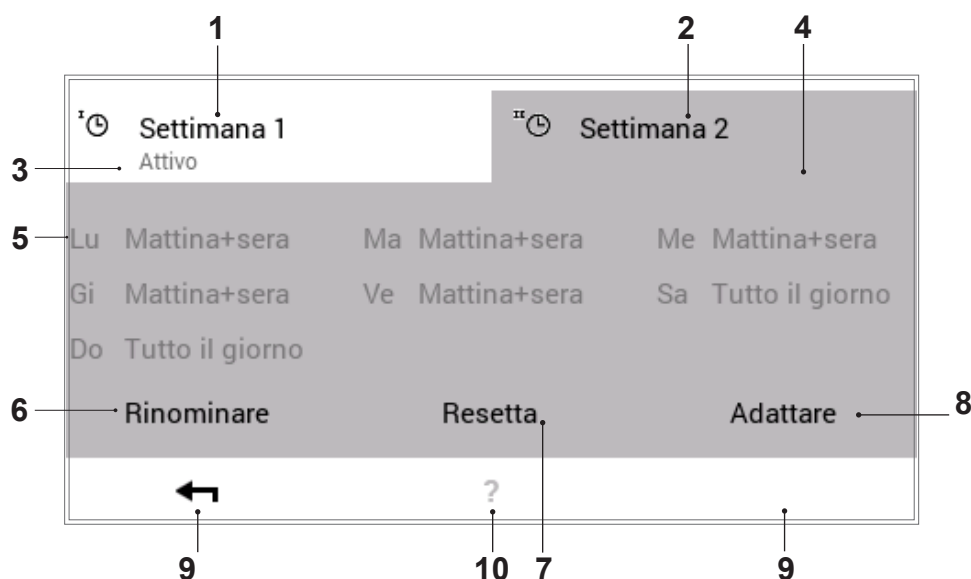 1 2 4
I Settimana 1 II Settimana 2
3 Attivo
5 Lu Mattina+sera Ma Mattina+sera Me Mattina+sera
Gi Mattina+sera Ve Mattina+sera Sa Tutto il giorno
Do Tutto il giorno
6 Rinominare Resetta Adattare 8
?
9 10 7 9